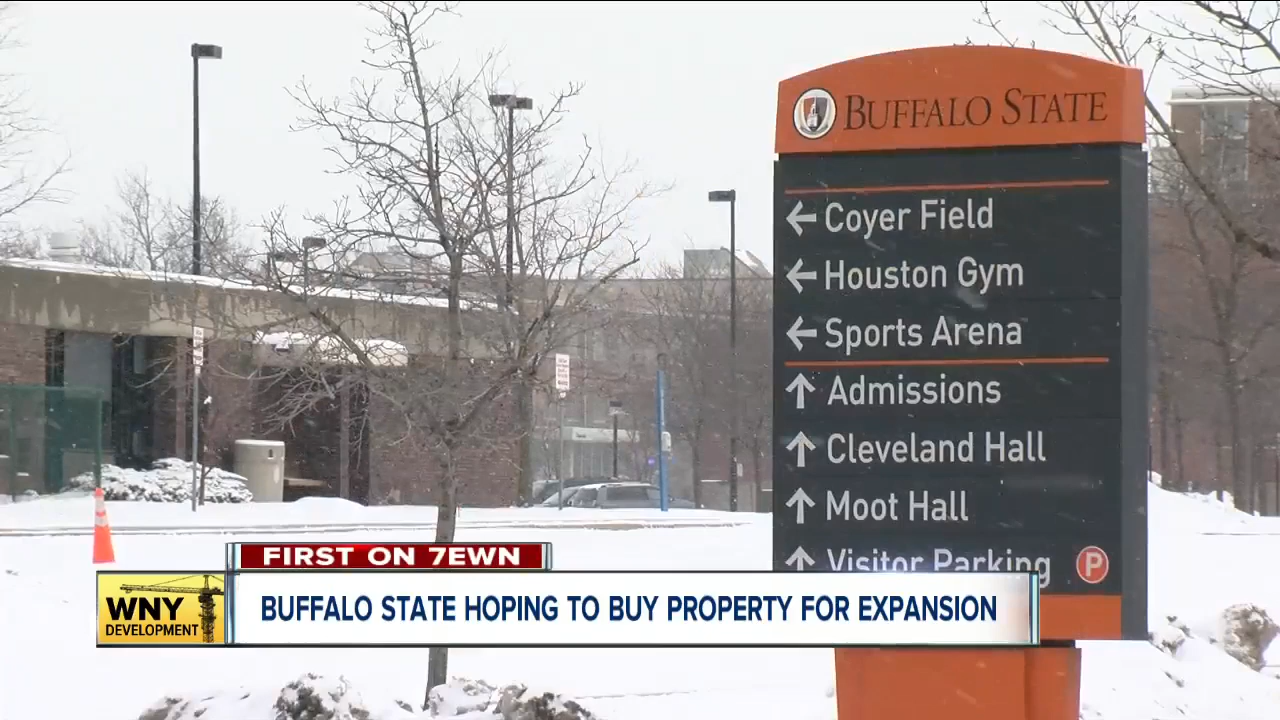 BUFFALO STATE
← Coyer Field
← Houston Gym
← Sports Arena
↑ Admissions
↑ Cleveland Hall
↑ Moot Hall
↑ Visitor Parking P
FIRST ON 7EWN
WNY
DEVELOPMENT
BUFFALO STATE HOPING TO BUY PROPERTY FOR EXPANSION